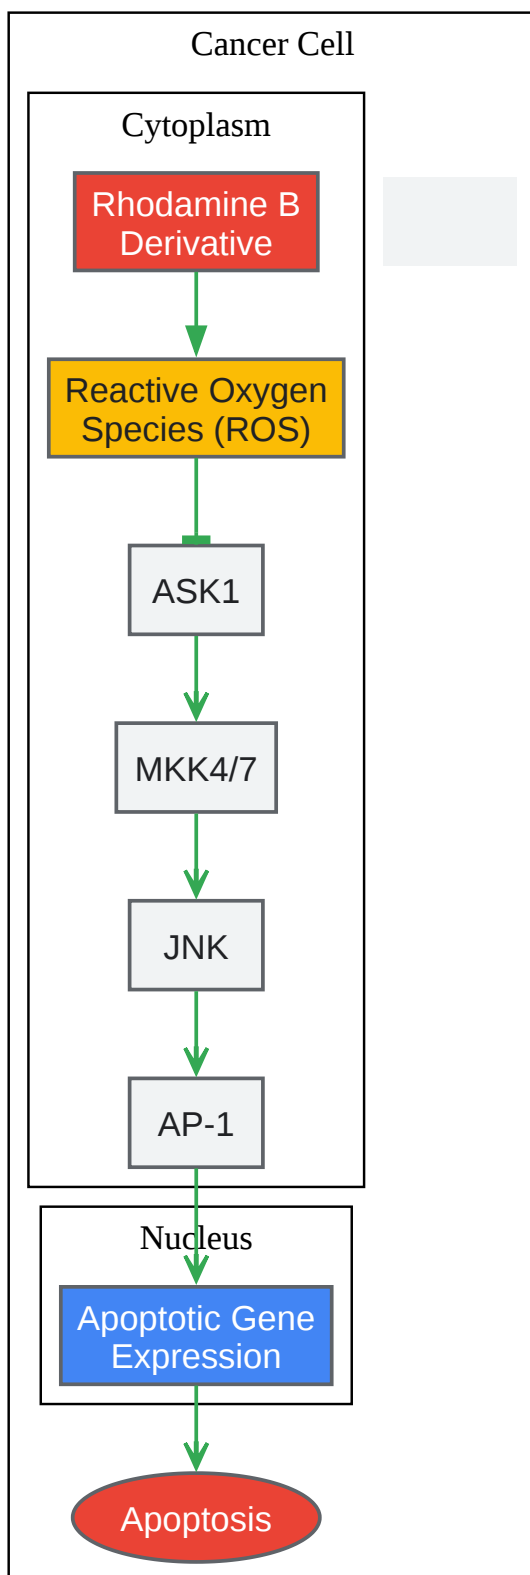 Cancer Cell
Cytoplasm
Rhodamine B
Derivative
Reactive Oxygen
Species (ROS)
ASK1
MKK4/7
JNK
AP-1
Nucleus
Apoptotic Gene
Expression
Apoptosis